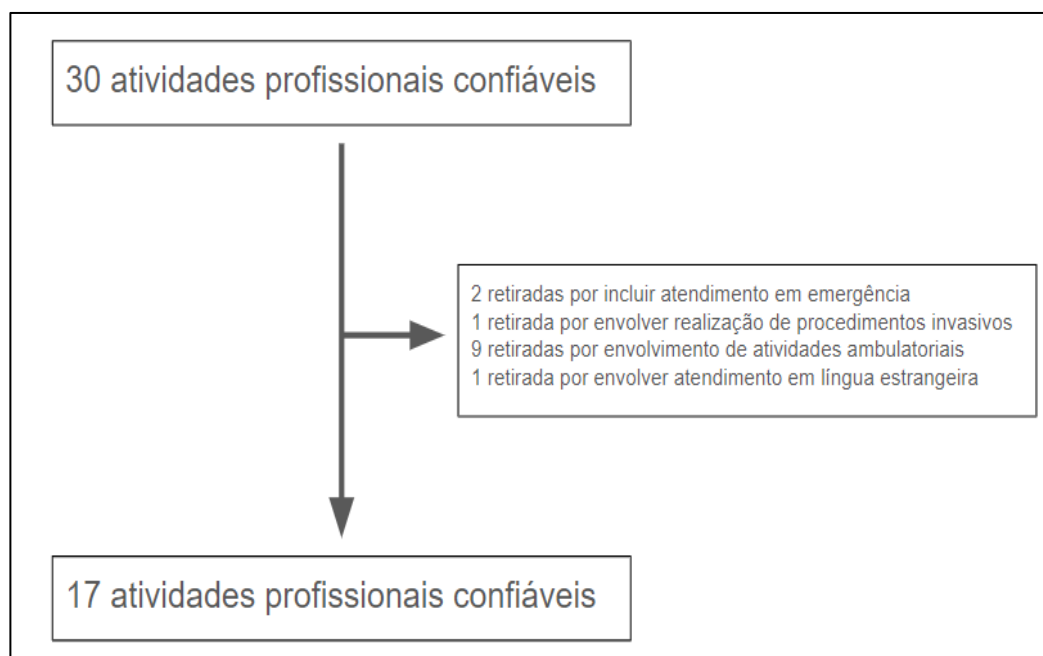 30 atividades profissionais confiáveis
2 retiradas por incluir atendimento em emergência
1 retirada por envolver realização de procedimentos invasivos
9 retiradas por envolvimento de atividades ambulatoriais
1 retirada por envolver atendimento em língua estrangeira
17 atividades profissionais confiáveis